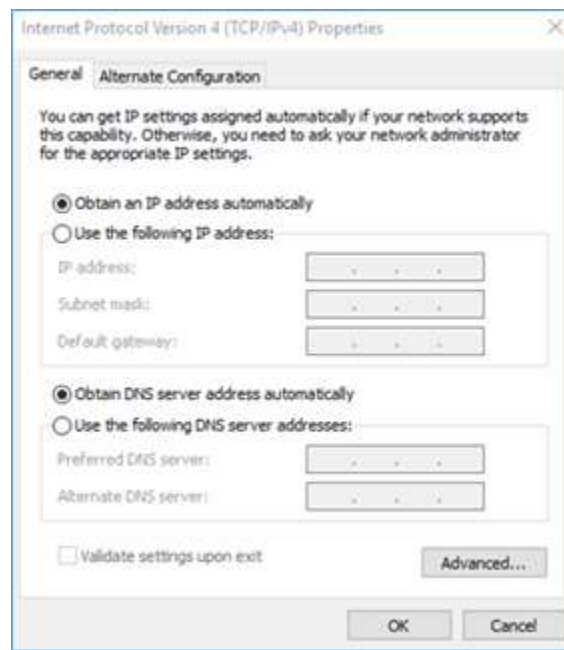 Internet Protocol Version 4 (TCP/IPv4) Properties
General Alternate Configuration
You can get IP settings assigned automatically if your network supports
this capability. Otherwise, you need to ask your network administrator
for the appropriate IP settings.
Obtain an IP address automatically
Use the following IP address:
IP address:
Subnet mask:
Default gateway:
Obtain DNS server address automatically
Use the following DNS server addresses:
Preferred DNS server:
Alternate DNS server:
Validate settings upon exit
Advanced...
OK Cancel